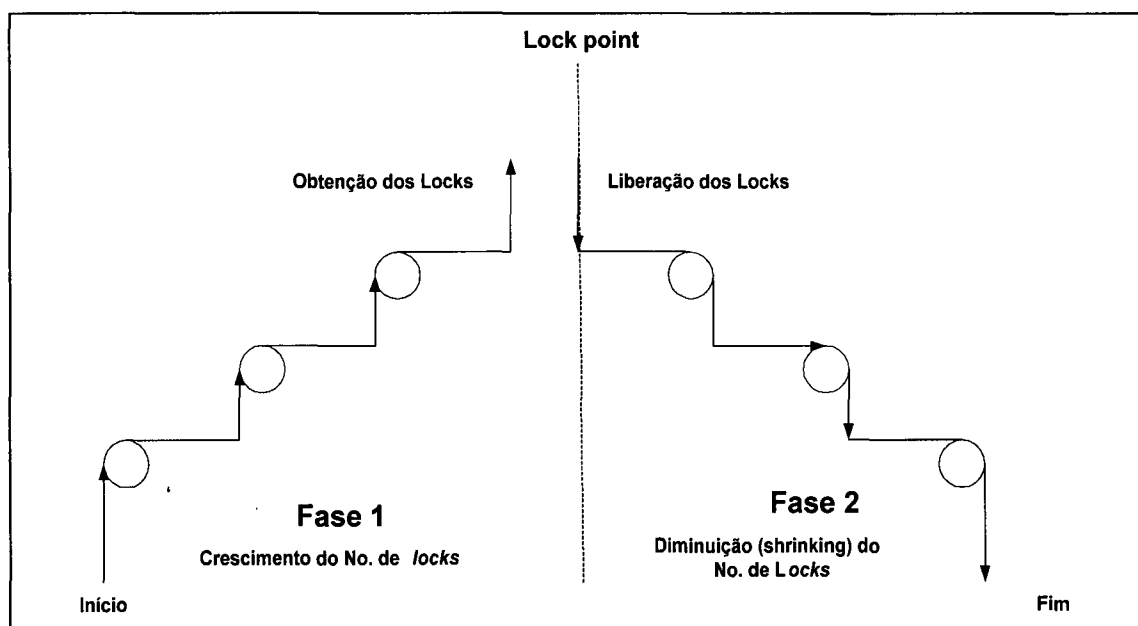 Lock point
Obtenção dos Locks
Liberação dos Locks
Fase 1
Crescimento do No. de locks
Fase 2
Diminuição (shrinking) do
No. de Locks
Início
Fim